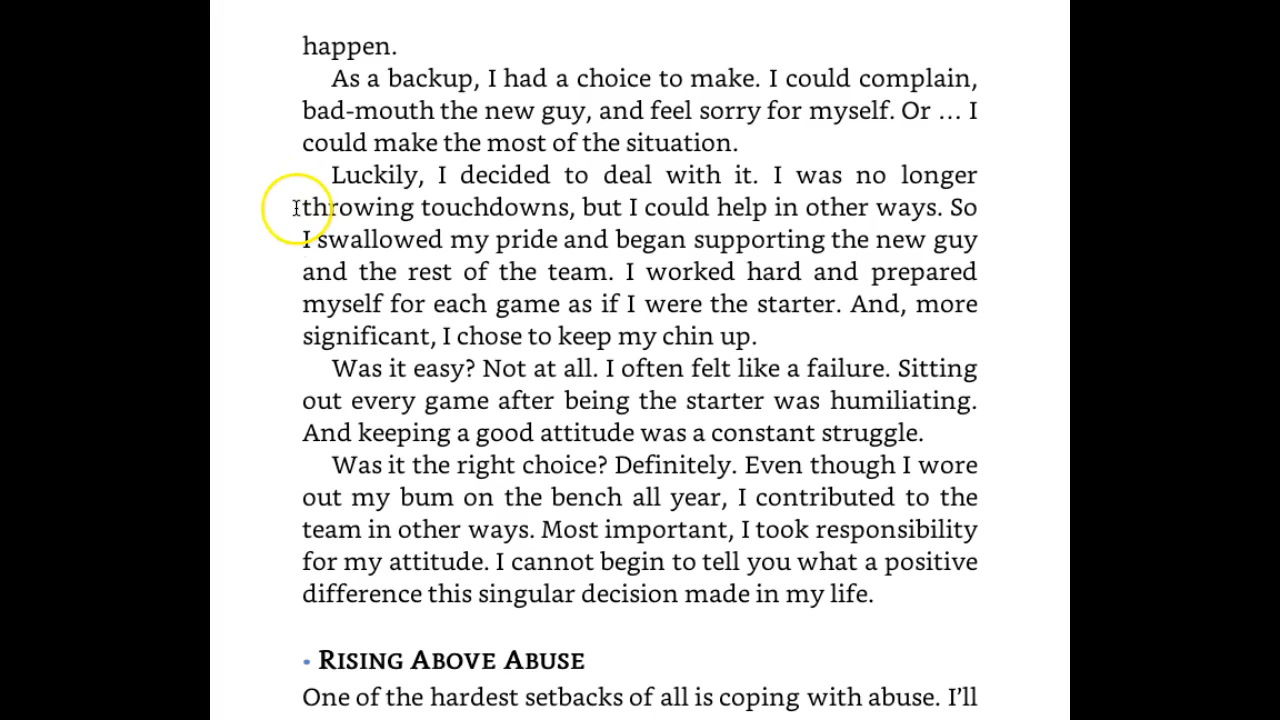 happen.
As a backup, I had a choice to make. I could complain,
bad-mouth the new guy, and feel sorry for myself. Or … I
could make the most of the situation.
Luckily, I decided to deal with it. I was no longer
throwing touchdowns, but I could help in other ways. So
I swallowed my pride and began supporting the new guy
and the rest of the team. I worked hard and prepared
myself for each game as if I were the starter. And, more
significant, I chose to keep my chin up.
Was it easy? Not at all. I often felt like a failure. Sitting
out every game after being the starter was humiliating.
And keeping a good attitude was a constant struggle.
Was it the right choice? Definitely. Even though I wore
out my bum on the bench all year, I contributed to the
team in other ways. Most important, I took responsibility
for my attitude. I cannot begin to tell you what a positive
difference this singular decision made in my life.
• RISING ABOVE ABUSE
One of the hardest setbacks of all is coping with abuse. I’ll